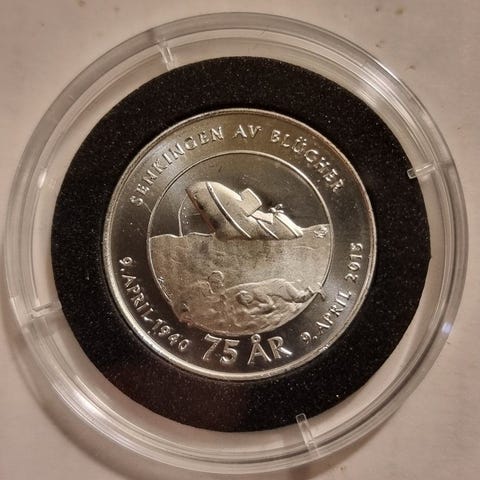 SENKINGEN AV BLÜCHER
9. APRIL 1940
75 ÅR
9. APRIL 2015